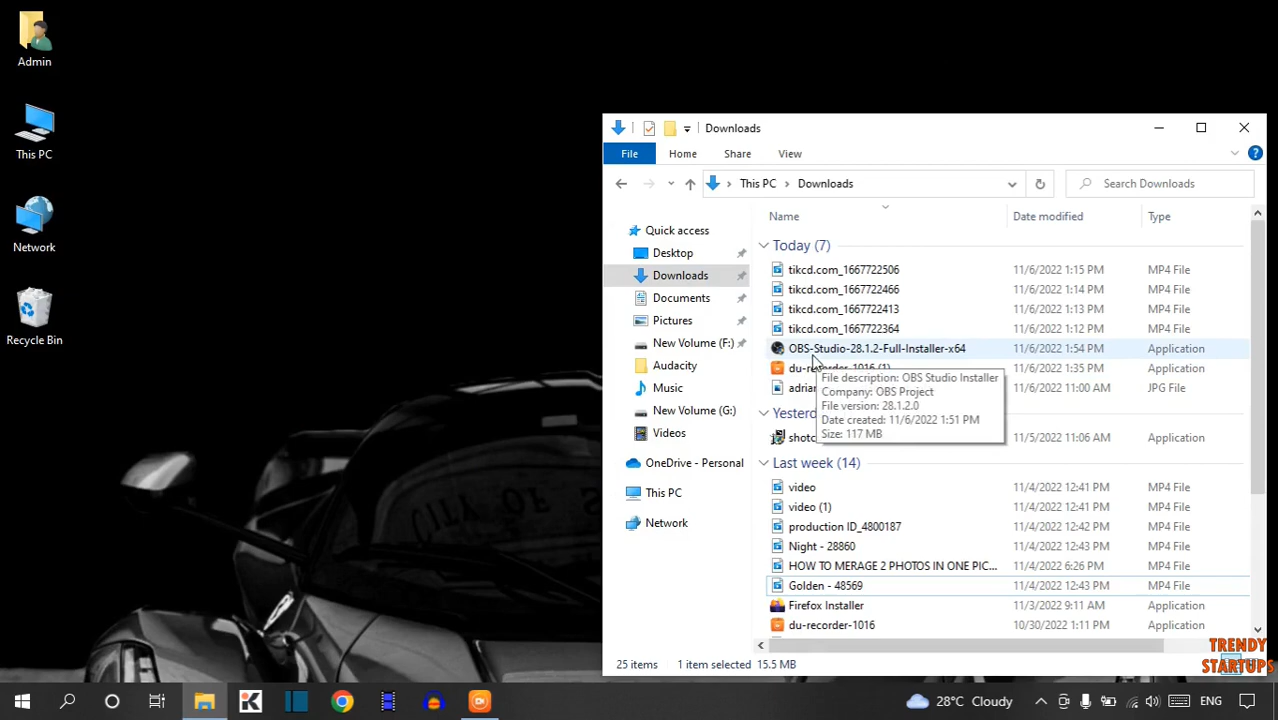 Admin
This PC
Network
Recycle Bin
Downloads
File Home Share View
This PC Downloads
Search Downloads
Name Date modified Type
Quick access
Desktop
Downloads
Documents
Pictures
New Volume (F:)
Audacity
Music
New Volume (G:)
Videos
OneDrive - Personal
This PC
Network
Today (7)
tikcd.com_1667722506 11/6/2022 1:15 PM MP4 File
tikcd.com_1667722466 11/6/2022 1:14 PM MP4 File
tikcd.com_1667722413 11/6/2022 1:13 PM MP4 File
tikcd.com_1667722364 11/6/2022 1:12 PM MP4 File
OBS-Studio-28.1.2-Full-Installer-x64 11/6/2022 1:54 PM Application
du-recorder-1016 (1) 11/6/2022 1:35 PM Application
adrian 11/6/2022 11:00 AM JPG File
File description: OBS Studio Installer
Company: OBS Project
File version: 28.1.2.0
Date created: 11/6/2022 1:51 PM
Size: 117 MB
Yesterd
shotc 11/5/2022 11:06 AM Application
Last week (14)
video 11/4/2022 12:41 PM MP4 File
video (1) 11/4/2022 12:41 PM MP4 File
production ID_4800187 11/4/2022 12:42 PM MP4 File
Night - 28860 11/4/2022 12:43 PM MP4 File
HOW TO MERAGE 2 PHOTOS IN ONE PIC... 11/4/2022 6:26 PM MP4 File
Golden - 48569 11/4/2022 12:43 PM MP4 File
Firefox Installer 11/3/2022 9:11 AM Application
du-recorder-1016 10/30/2022 1:11 PM Application
25 items 1 item selected 15.5 MB
TRENDY
STARTUPS
28°C Cloudy
ENG